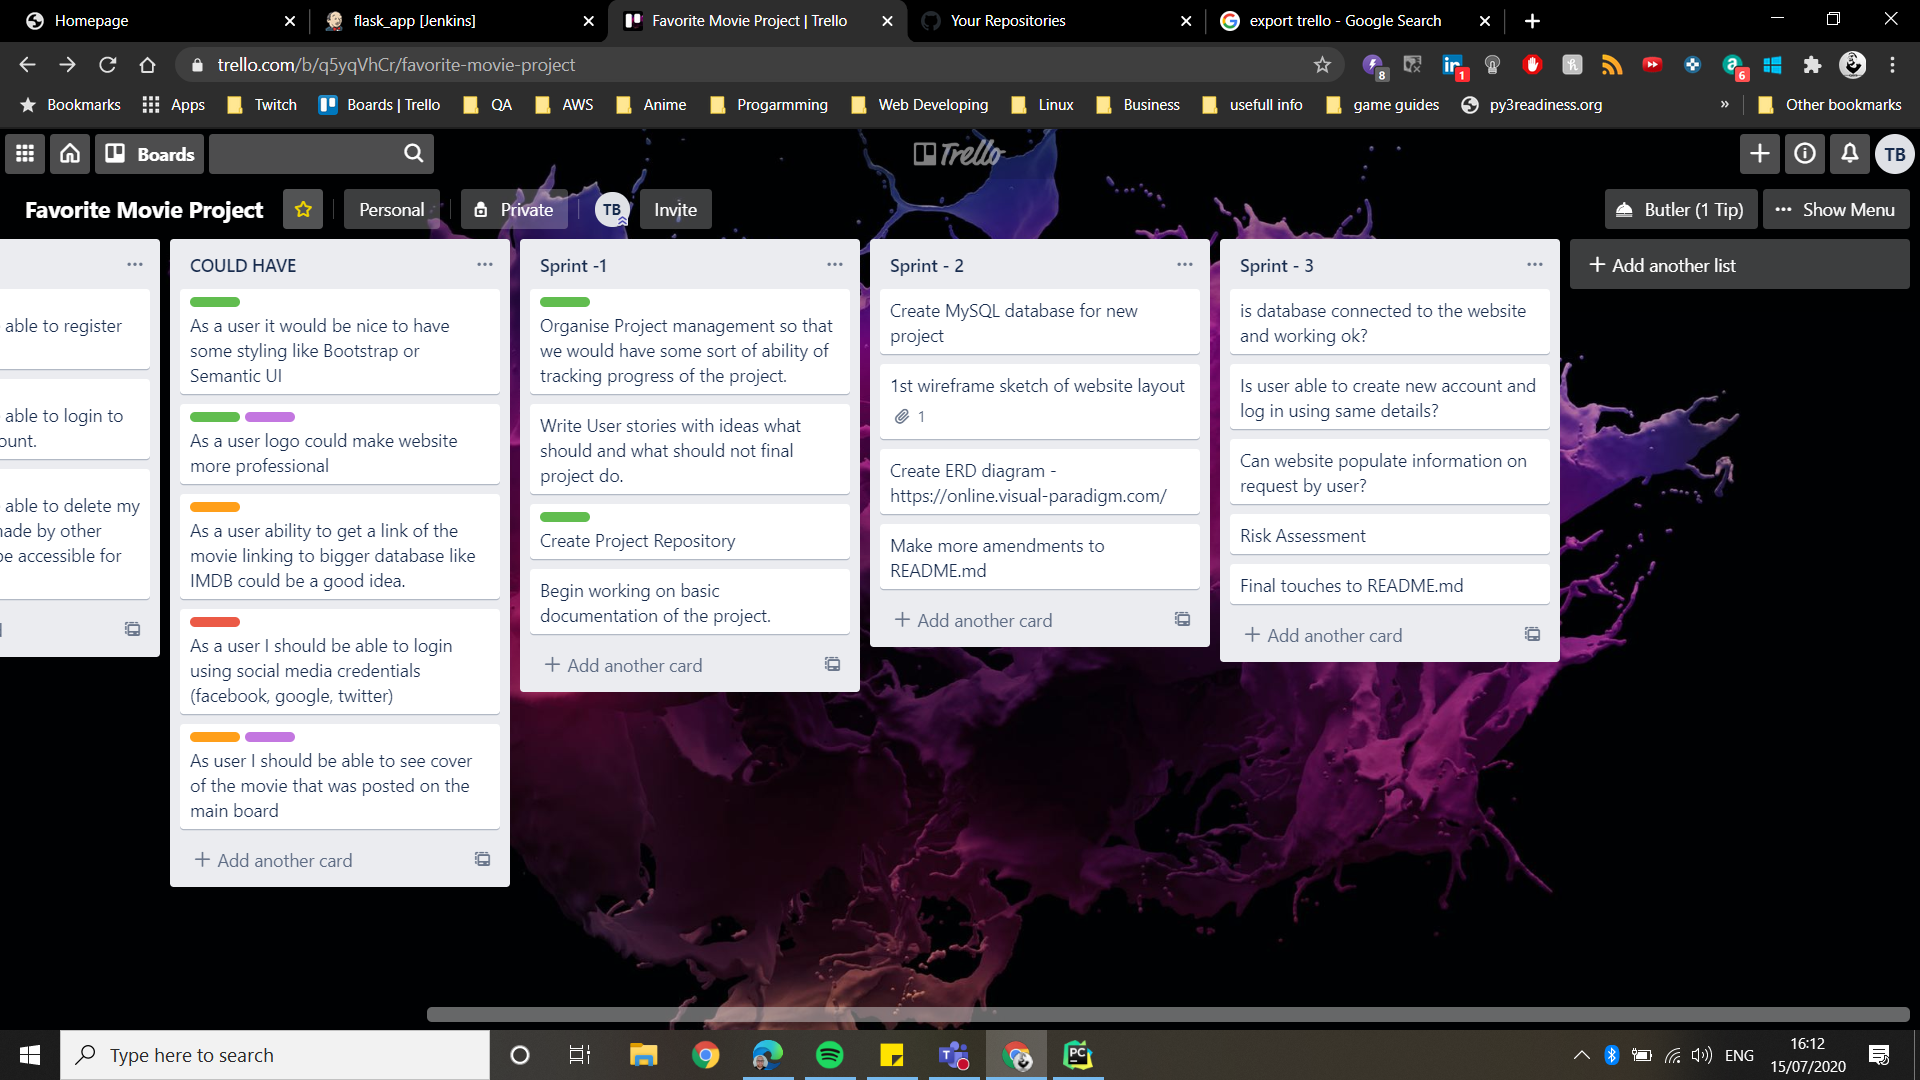 Homepage
flask_app [Jenkins]
Favorite Movie Project | Trello
Your Repositories
export trello - Google Search
trello.com/b/q5yqVhCr/favorite-movie-project
8
1
6
Bookmarks
Apps
Twitch
Boards | Trello
QA
AWS
Anime
Progarmming
Web Developing
Linux
Business
usefull info
game guides
py3readiness.org
»
Other bookmarks
Boards
Trello
TB
Favorite Movie Project
Personal
Private
TB
Invite
Butler (1 Tip)
Show Menu
able to register
able to login to
ount.
able to delete my
nade by other
be accessible for
COULD HAVE
As a user it would be nice to have
some styling like Bootstrap or
Semantic UI
As a user logo could make website
more professional
As a user ability to get a link of the
movie linking to bigger database like
IMDB could be a good idea.
As a user I should be able to login
using social media credentials
(facebook, google, twitter)
As user I should be able to see cover
of the movie that was posted on the
main board
Add another card
Sprint -1
Organise Project management so that
we would have some sort of ability of
tracking progress of the project.
Write User stories with ideas what
should and what should not final
project do.
Create Project Repository
Begin working on basic
documentation of the project.
Add another card
Sprint - 2
Create MySQL database for new
project
1st wireframe sketch of website layout
1
Create ERD diagram -
https://online.visual-paradigm.com/
Make more amendments to
README.md
Add another card
Sprint - 3
is database connected to the website
and working ok?
Is user able to create new account and
log in using same details?
Can website populate information on
request by user?
Risk Assessment
Final touches to README.md
Add another card
Add another list
Type here to search
ENG
16:12
15/07/2020